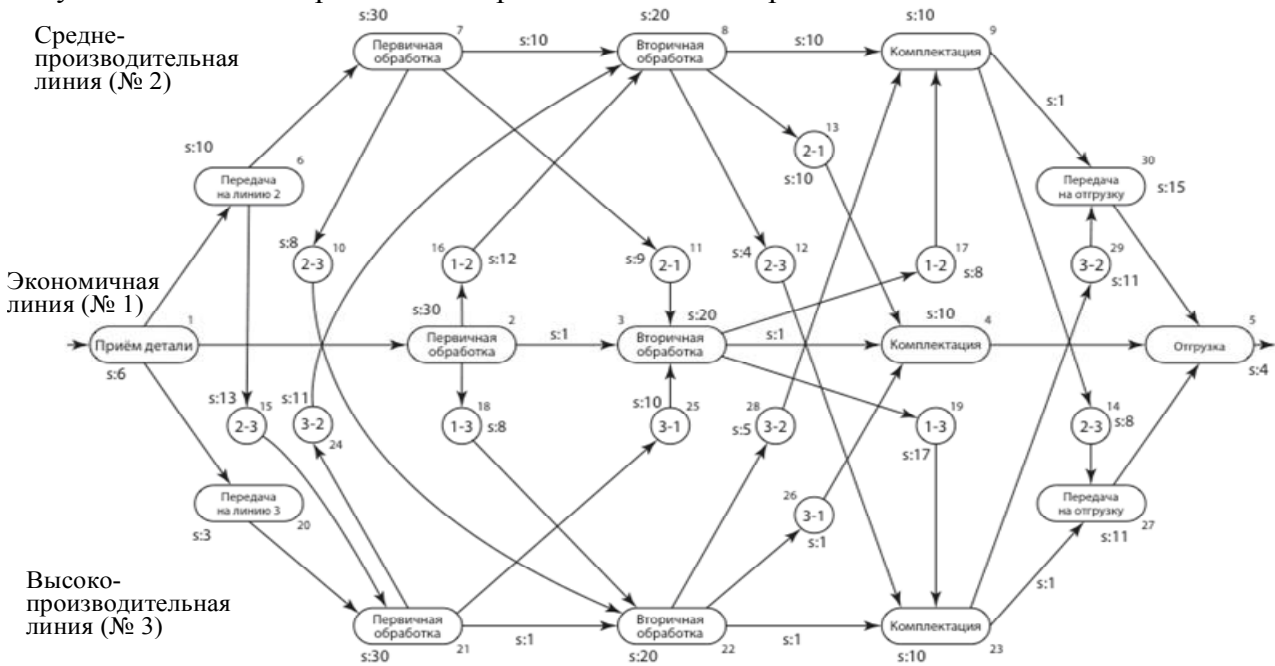 s:30
s:20
s:10
Средне-
производительная
линия (№ 2)
7
Первичная
обработка
s:10
8
Вторичная
обработка
s:10
9
Комплектация
s:1
s:10
6
Передача
на линию 2
13
2-1
s:10
30
Передача
на отгрузку
s:15
s:8
10
2-3
16
1-2
s:12
s:9
11
2-1
s:4
12
2-3
17
1-2
s:8
29
3-2
s:11
Экономичная
линия (№ 1)
1
Приём детали
s:6
s:30
2
Первичная
обработка
s:1
s:20
3
Вторичная
обработка
s:1
s:10
4
Комплектация
5
Отгрузка
s:4
s:13
15
2-3
s:11
3-2
24
18
1-3
s:8
s:10
25
3-1
28
s:5
3-2
19
1-3
s:17
14
2-3
s:8
Передача
на линию 3
20
s:3
26
3-1
s:1
Передача
на отгрузку
27
s:11
Высоко-
производительная
линия (№ 3)
Первичная
обработка
s:30
21
s:1
Вторичная
обработка
s:20
22
s:1
Комплектация
s:10
23
s:1